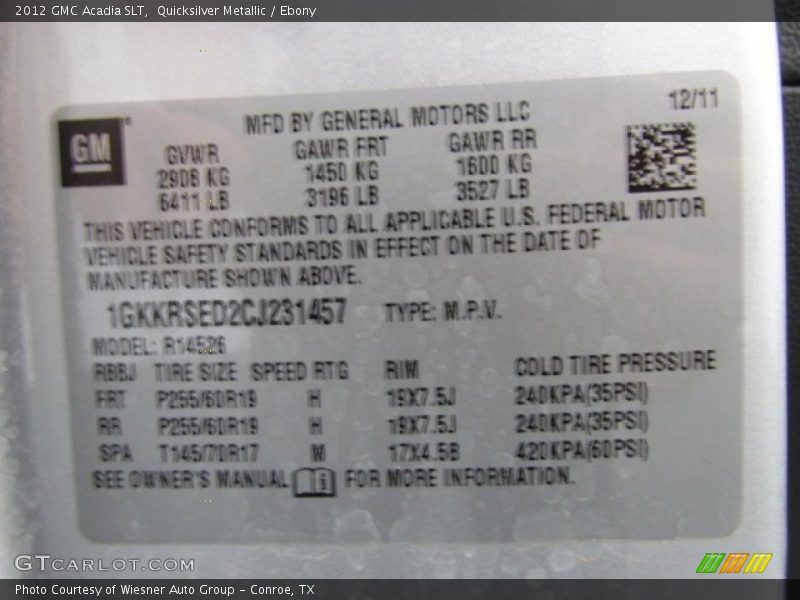 2012 GMC Acadia SLT,  Quicksilver Metallic / Ebony
12/11
GM
MFD BY GENERAL MOTORS LLC
GVWR GAWR FRT GAWR RR
2908 KG 1450 KG 1600 KG
6411 LB 3196 LB 3527 LB
THIS VEHICLE CONFORMS TO ALL APPLICABLE U.S. FEDERAL MOTOR
VEHICLE SAFETY STANDARDS IN EFFECT ON THE DATE OF
MANUFACTURE SHOWN ABOVE.
1GKKRSED2CJ231457 TYPE: M.P.V.
MODEL: R14526
RBBJ TIRE SIZE SPEED RTG RIM COLD TIRE PRESSURE
FRT P255/60R19 H 19X7.5J 240KPA(35PSI)
RR P255/60R19 H 19X7.5J 240KPA(35PSI)
SPA T145/70R17 M 17X4.5B 420KPA(60PSI)
SEE OWNER'S MANUAL FOR MORE INFORMATION.
GTCARLOT.COM
Photo Courtesy of Wiesner Auto Group - Conroe, TX